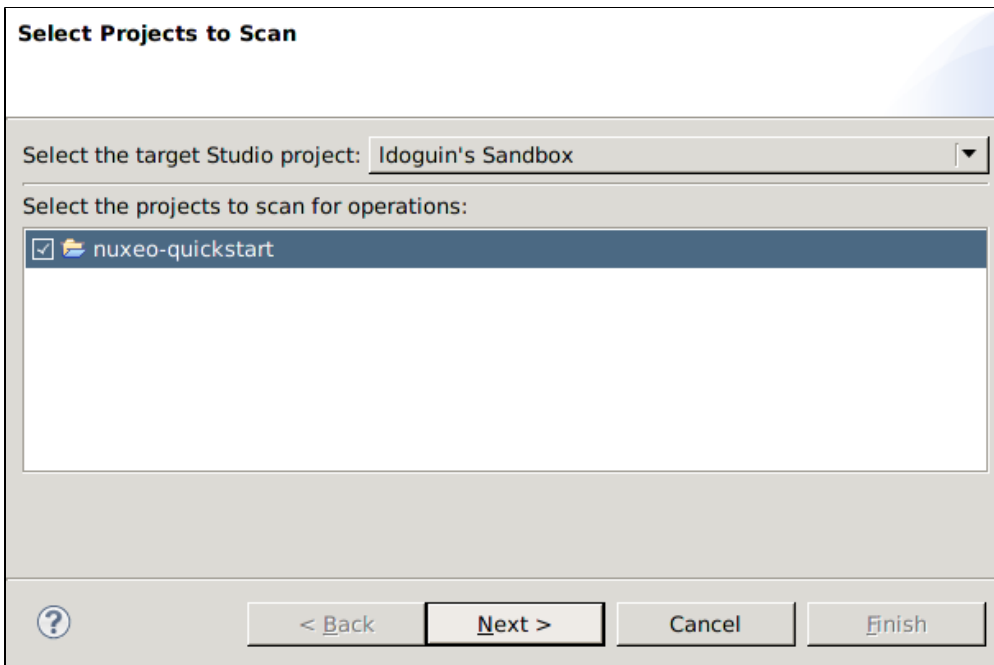 Select Projects to Scan
Select the target Studio project: ldoguin's Sandbox
Select the projects to scan for operations:
nuxeo-quickstart
? < Back Next > Cancel Finish